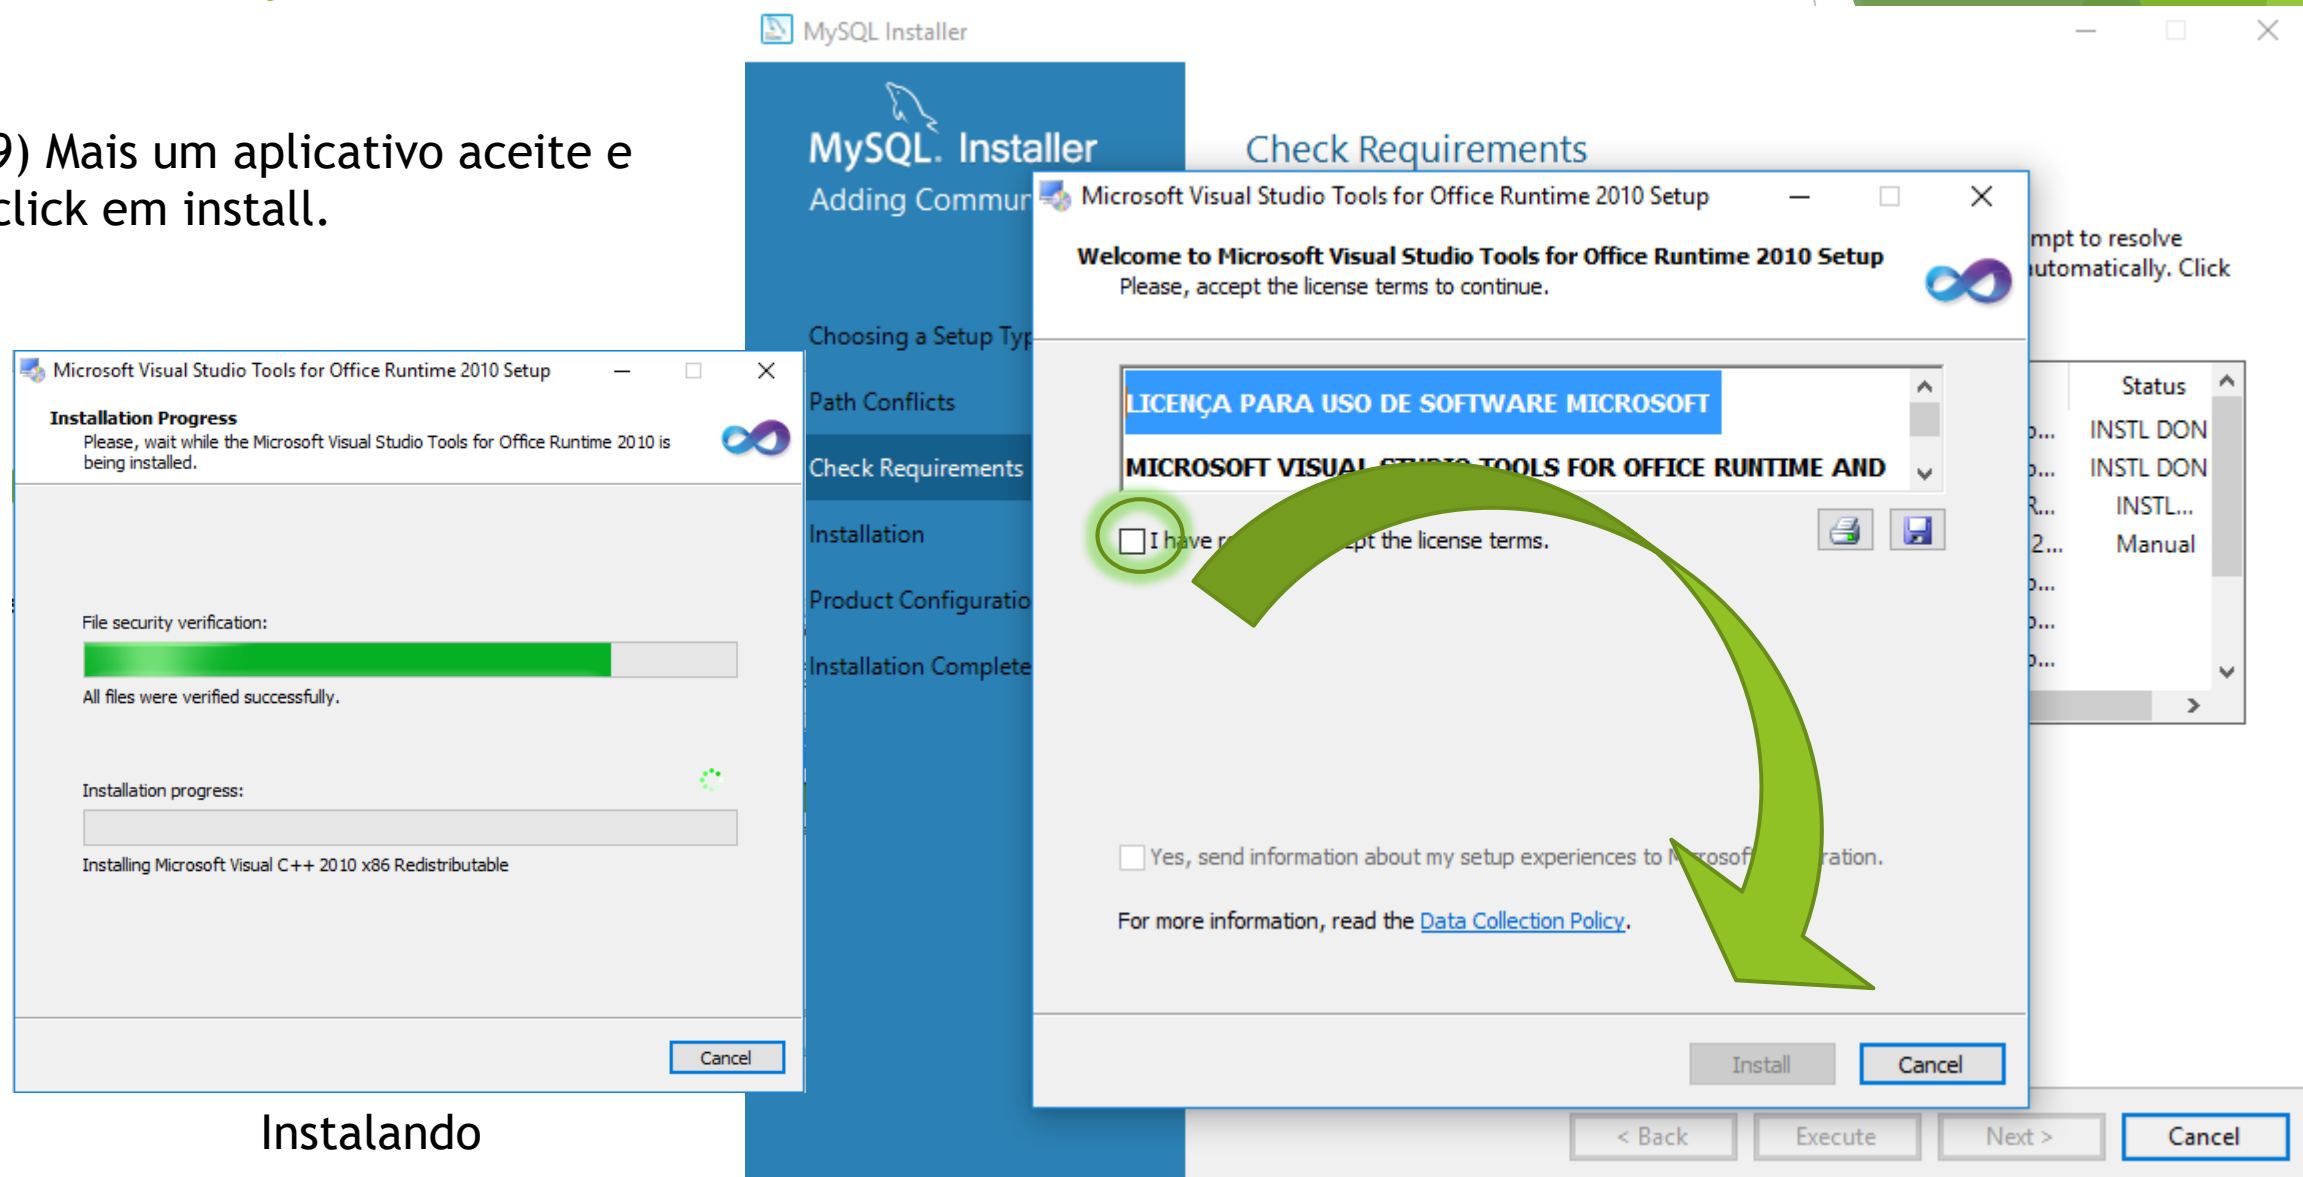 9) Mais um aplicativo aceite e
click em install.
Microsoft Visual Studio Tools for Office Runtime 2010 Setup
Installation Progress
Please, wait while the Microsoft Visual Studio Tools for Office Runtime 2010 is
being installed.
File security verification:
All files were verified successfully.
Installation progress:
Installing Microsoft Visual C++ 2010 x86 Redistributable
Cancel
Instalando
MySQL Installer
MySQL. Installer
Adding Commun
Choosing a Setup Typ
Path Conflicts
Check Requirements
Installation
Product Configuratio
Installation Complete
Check Requirements
mpt to resolve
automatically. Click
Status
INSTL DON
INSTL DON
R... INSTL...
2... Manual
Microsoft Visual Studio Tools for Office Runtime 2010 Setup
Welcome to Microsoft Visual Studio Tools for Office Runtime 2010 Setup
Please, accept the license terms to continue.
LICENÇA PARA USO DE SOFTWARE MICROSOFT
MICROSOFT VISUAL STUDIO TOOLS FOR OFFICE RUNTIME AND
I have the license terms.
Yes, send information about my setup experiences to
For more information, read the Data Collection Policy.
Install Cancel
< Back Execute Next > Cancel